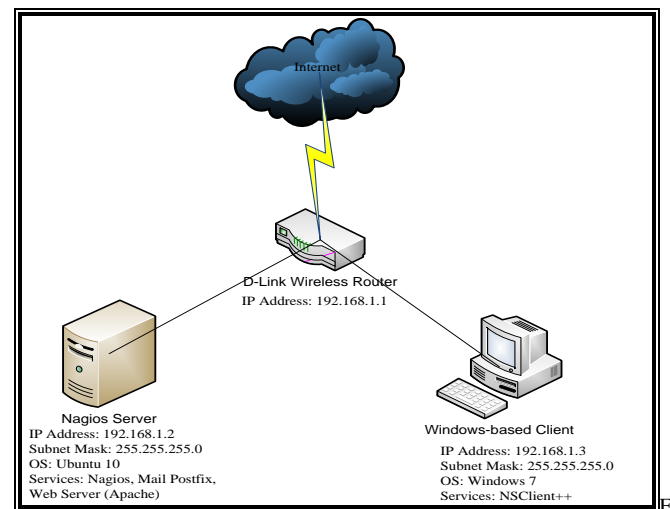 Internet
D-Link Wireless Router
IP Address: 192.168.1.1
Nagios Server
IP Address: 192.168.1.2
Subnet Mask: 255.255.255.0
OS: Ubuntu 10
Services: Nagios, Mail Postfix,
Web Server (Apache)
Windows-based Client
IP Address: 192.168.1.3
Subnet Mask: 255.255.255.0
OS: Windows 7
Services: NSClient++